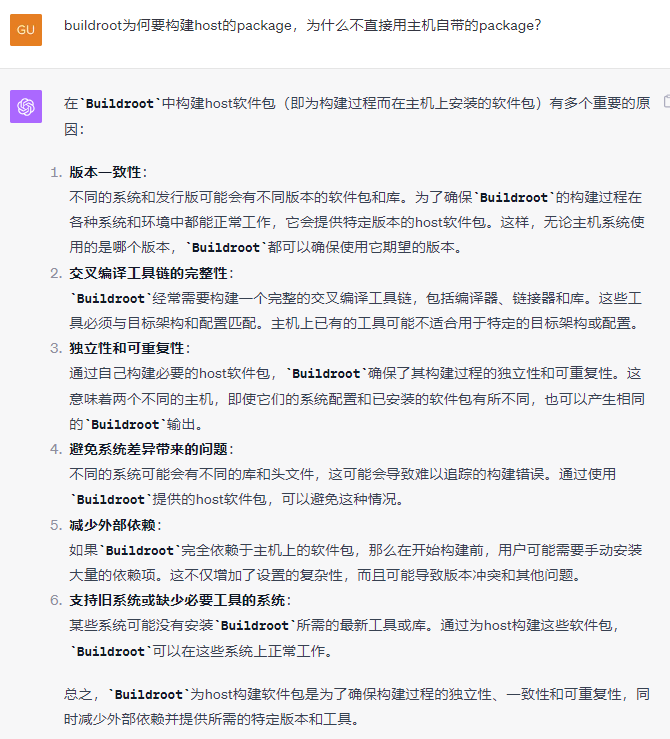 GU
buildroot为何要构建host的package，为什么不直接用主机自带的package？
在`Buildroot`中构建host软件包（即为构建过程而在主机上安装的软件包）有多个重要的原
因：
1. 版本一致性：
不同的系统和发行版可能会有不同版本的软件包和库。为了确保`Buildroot`的构建过程在
各种系统和环境中都能正常工作，它会提供特定版本的host软件包。这样，无论主机系统使
用的是哪个版本，`Buildroot`都可以确保使用它期望的版本。
2. 交叉编译工具链的完整性：
`Buildroot`经常需要构建一个完整的交叉编译工具链，包括编译器、链接器和库。这些工
具必须与目标架构和配置匹配。主机上已有的工具可能不适合用于特定的目标架构或配置。
3. 独立性和可重复性：
通过自己构建必要的host软件包，`Buildroot`确保了其构建过程的独立性和可重复性。这
意味着两个不同的主机，即使它们的系统配置和已安装的软件包有所不同，也可以产生相同
的`Buildroot`输出。
4. 避免系统差异带来的问题：
不同的系统可能会有不同的库和头文件，这可能会导致难以追踪的构建错误。通过使用
`Buildroot`提供的host软件包，可以避免这种情况。
5. 减少外部依赖：
如果`Buildroot`完全依赖于主机上的软件包，那么在开始构建前，用户可能需要手动安装
大量的依赖项。这不仅增加了设置的复杂性，而且可能导致版本冲突和其他问题。
6. 支持旧系统或缺少必要工具的系统：
某些系统可能没有安装`Buildroot`所需的最新工具或库。通过为host构建这些软件包，
`Buildroot`可以在这些系统上正常工作。
总之，`Buildroot`为host构建软件包是为了确保构建过程的独立性、一致性和可重复性，同
时减少外部依赖并提供所需的特定版本和工具。